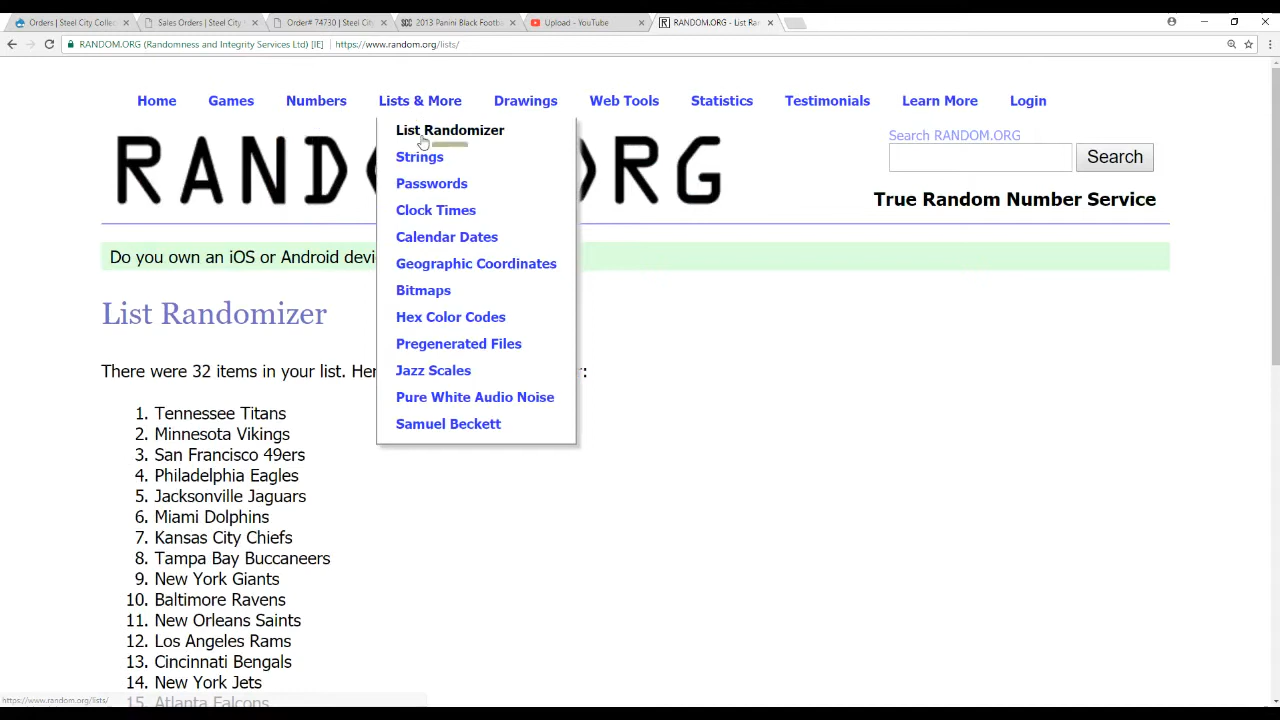 Orders | Steel City Collec
Sales Orders | Steel City
Order# 74730 | Steel City
2013 Panini Black Footb
Upload - YouTube
RANDOM.ORG - List Ra
RANDOM.ORG (Randomness and Integrity Services Ltd) [IE]
https://www.random.org/lists/
Home
Games
Numbers
Lists & More
Drawings
Web Tools
Statistics
Testimonials
Learn More
Login
List Randomizer
Strings
Passwords
Clock Times
Calendar Dates
Geographic Coordinates
Bitmaps
Hex Color Codes
Pregenerated Files
Jazz Scales
Pure White Audio Noise
Samuel Beckett
RAND RG
Search RANDOM.ORG
Search
True Random Number Service
Do you own an iOS or Android devi
List Randomizer
There were 32 items in your list. Her :
1. Tennessee Titans
2. Minnesota Vikings
3. San Francisco 49ers
4. Philadelphia Eagles
5. Jacksonville Jaguars
6. Miami Dolphins
7. Kansas City Chiefs
8. Tampa Bay Buccaneers
9. New York Giants
10. Baltimore Ravens
11. New Orleans Saints
12. Los Angeles Rams
13. Cincinnati Bengals
14. New York Jets
15. Atlanta Falcons
https://www.random.org/lists/